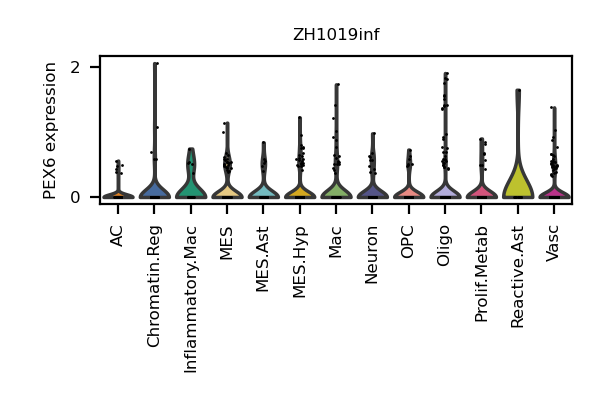 ZH1019inf
PEX6 expression
2
0
AC
Chromatin.Reg
Inflammatory.Mac
MES
MES.Ast
MES.Hyp
Mac
Neuron
OPC
Oligo
Prolif.Metab
Reactive.Ast
Vasc